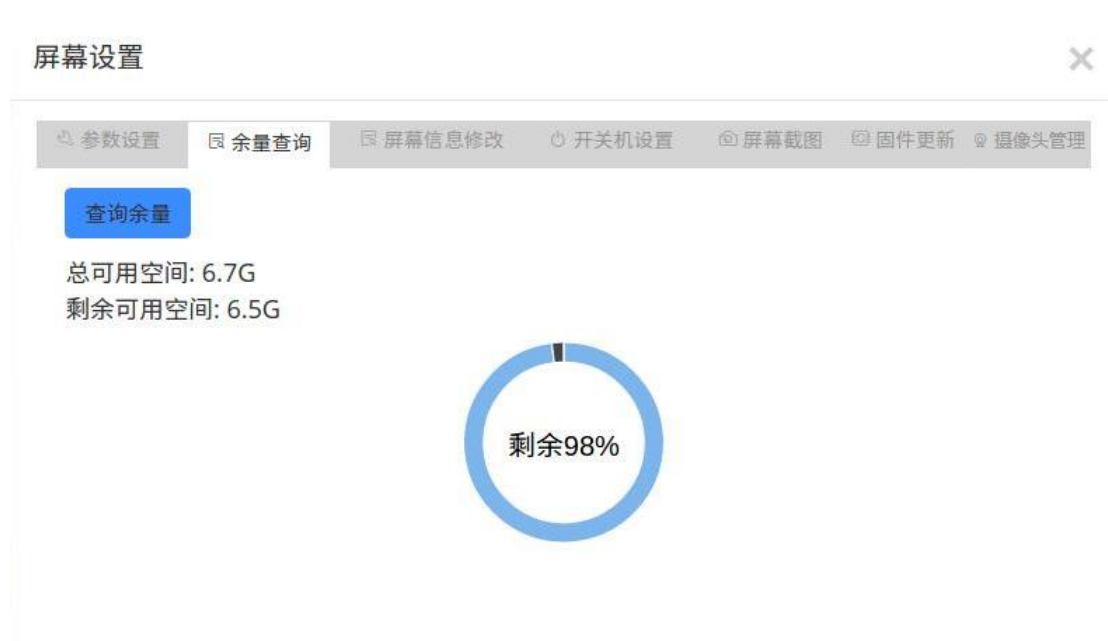 屏幕设置
参数设置 余量查询 屏幕信息修改 开关机设置 屏幕截图 固件更新 摄像头管理
查询余量
总可用空间: 6.7G
剩余可用空间: 6.5G
剩余98%